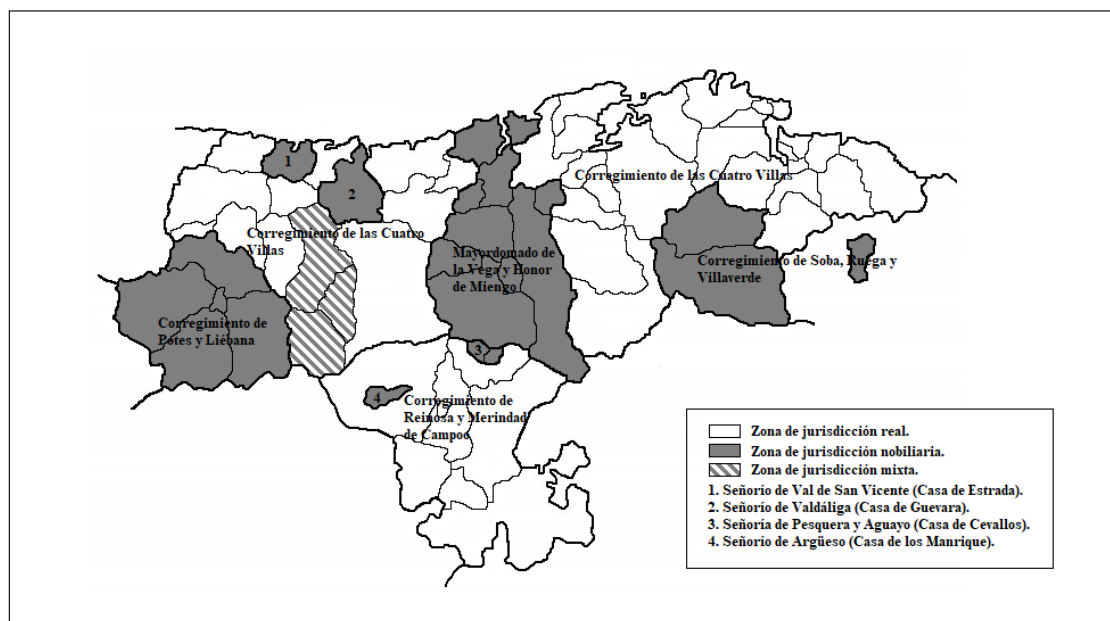 1
2
Corregimiento de las Cuatro Villas
Corregimiento de las Cuatro
Villas
Mayordomado de
la Vega y Honor
de Miengo
Corregimiento de Soba, Ruega y
Villaverde
Corregimiento de
Potes y Liébana
3
4
Corregimiento de
Reinosa y Merindad
de Campoo
Zona de jurisdicción real.
Zona de jurisdicción nobiliaria.
Zona de jurisdicción mixta.
1. Señorío de Val de San Vicente (Casa de Estrada).
2. Señorío de Valdáliga (Casa de Guevara).
3. Señoría de Pesquera y Aguayo (Casa de Cevallos).
4. Señorío de Argüeso (Casa de los Manrique).